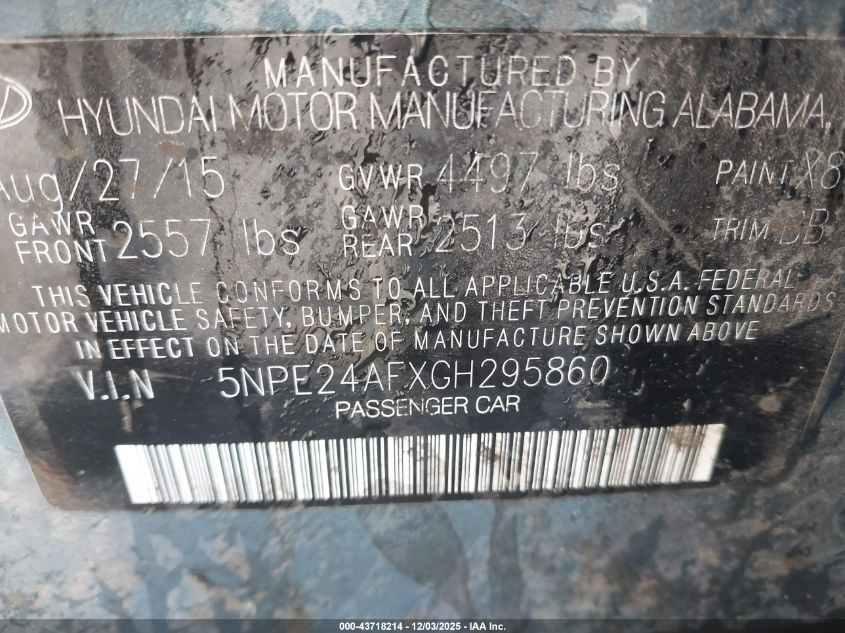 MANUFACTURED BY
HYUNDAI MOTOR MANUFACTURING ALABAMA,
Aug/27/15 GVWR 4497 lbs PAINT X8
GAWR FRONT 2557 lbs GAWR REAR 2513 lbs TRIM DB
THIS VEHICLE CONFORMS TO ALL APPLICABLE U.S.A. FEDERAL
MOTOR VEHICLE SAFETY, BUMPER, AND THEFT PREVENTION STANDARDS
IN EFFECT ON THE DATE OF MANUFACTURE SHOWN ABOVE
V.I.N 5NPE24AFXGH295860
PASSENGER CAR
000-43718214 - 12/03/2025 - IAA Inc.